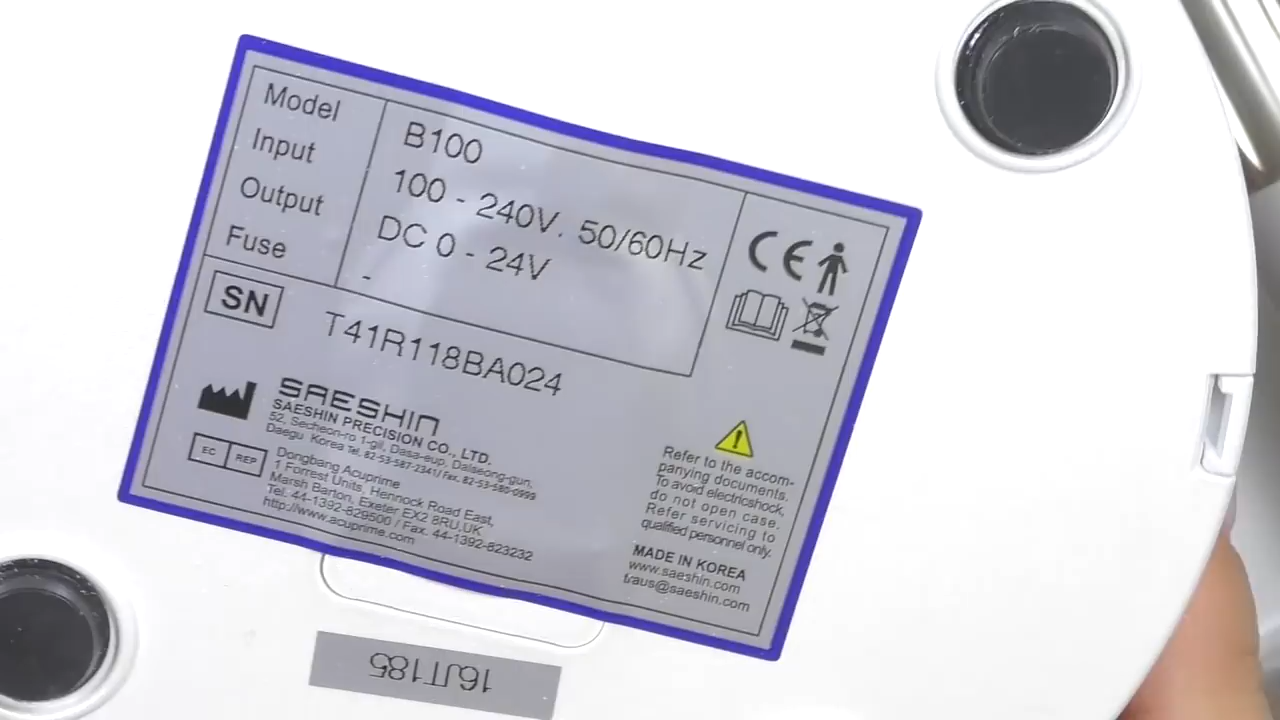 Model B100
Input 100 - 240V. 50/60Hz
Output DC 0 - 24V
Fuse -
CE
SN T41R118BA024
SAESHIN
SAESHIN PRECISION CO., LTD.
52, Secheon-ro 1-gil, Dasa-eup, Dalseong-gun,
Daegu Korea Tel. 82-53-587-2341/ Fax. 82-53-580-0999
EC REP
Dongbang Acuprime
1 Forrest Units, Hennock Road East,
Marsh Barton, Exeter EX2 8RU,UK
Tel. 44-1392-829500 / Fax. 44-1392-823232
http://www.acuprime.com
Refer to the accom-
panying documents.
To avoid electricshock,
do not open case.
Refer servicing to
qualified personnel only.
MADE IN KOREA
www.saeshin.com
traus@saeshin.com
16JT185